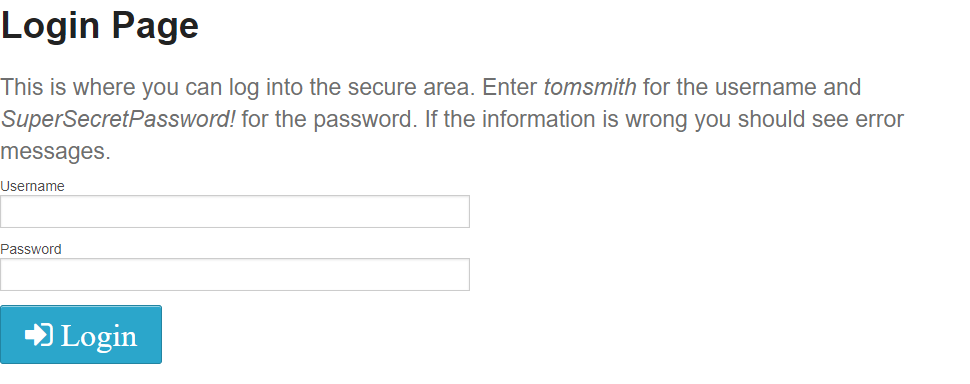 Login Page
This is where you can log into the secure area. Enter tomsmith for the username and
SuperSecretPassword! for the password. If the information is wrong you should see error
messages.
Username
Password
Login